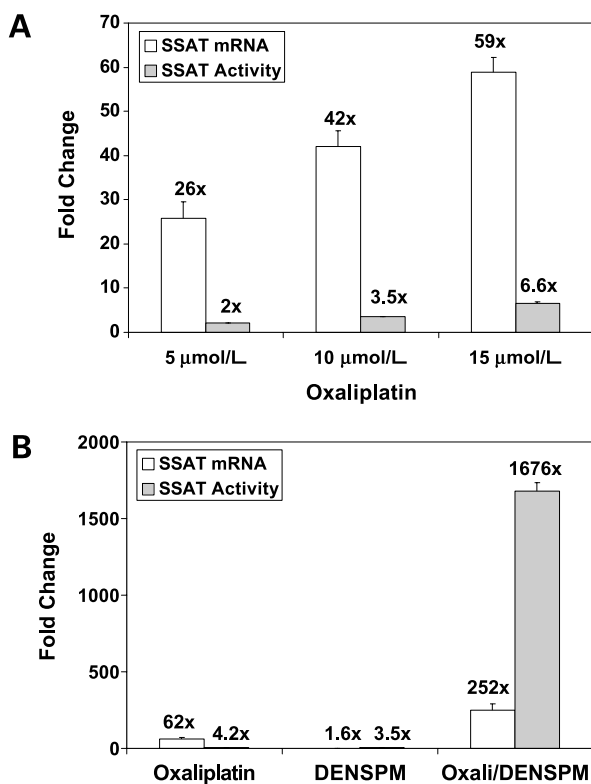 A
70
60
50
40
30
20
10
0
Fold Change
SSAT mRNA
SSAT Activity
26x
2x
42x
3.5x
59x
6.6x
5 μmol/L
10 μmol/L
15 μmol/L
Oxaliplatin
B
2000
1500
1000
500
0
Fold Change
SSAT mRNA
SSAT Activity
62x
4.2x
1.6x
3.5x
252x
1676x
Oxaliplatin
DENSPM
Oxali/DENSPM